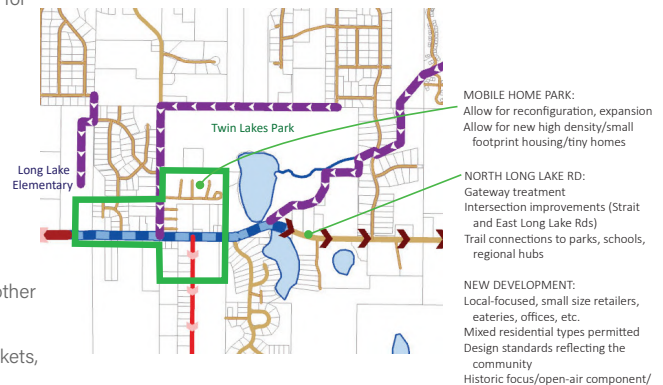 for
Twin Lakes Park
Long Lake
Elementary
other
kets,
MOBILE HOME PARK:
Allow for reconfiguration, expansion
Allow for new high density/small
footprint housing/tiny homes
NORTH LONG LAKE RD:
Gateway treatment
Intersection improvements (Strait
and East Long Lake Rds)
Trail connections to parks, schools,
regional hubs
NEW DEVELOPMENT:
Local-focused, small size retailers,
eateries, offices, etc.
Mixed residential types permitted
Design standards reflecting the
community
Historic focus/open-air component/